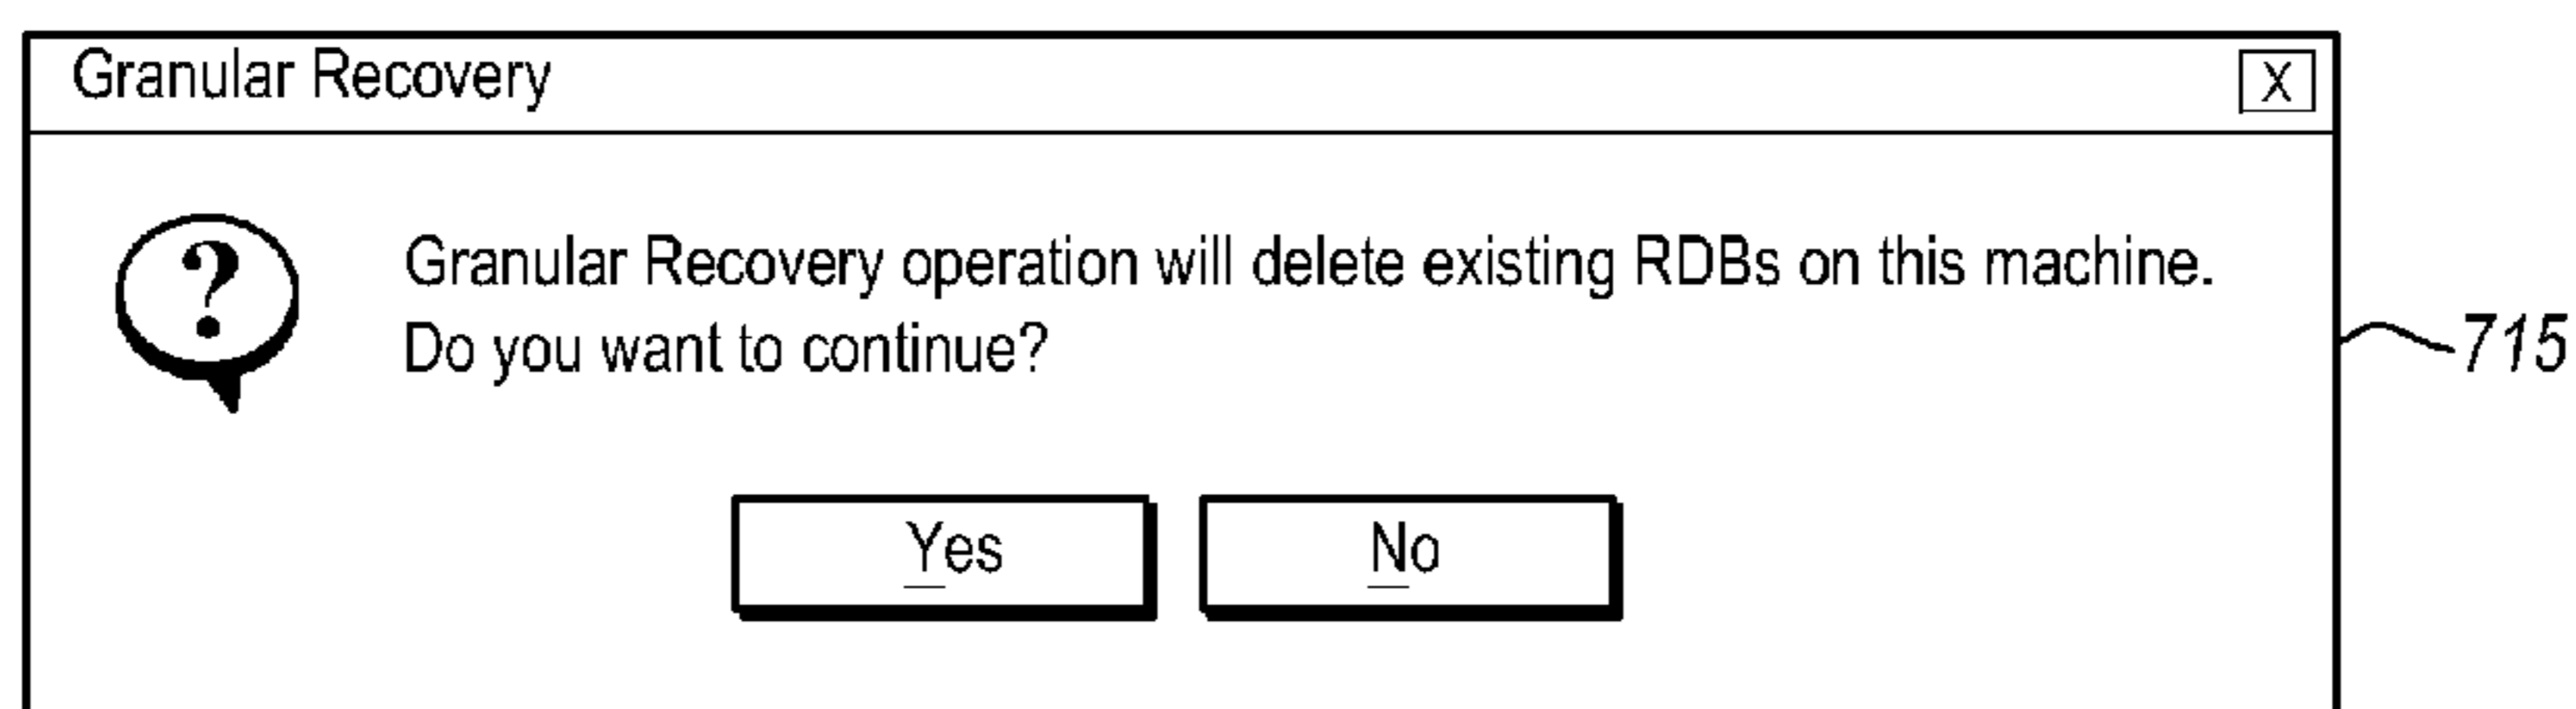 Granular Recovery
X
?
Granular Recovery operation will delete existing RDBs on this machine.
Do you want to continue?
715
Yes No